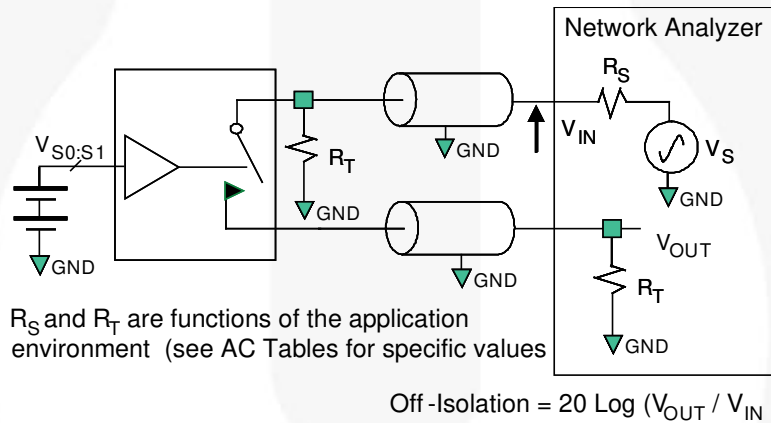 Network Analyzer
R_S
V_IN
V_S
GND
GND
V_S0:S1
R_T
GND
GND
V_OUT
R_T
GND
GND
GND
R_S and R_T are functions of the application
environment (see AC Tables for specific values
Off-Isolation = 20 Log (V_OUT / V_IN